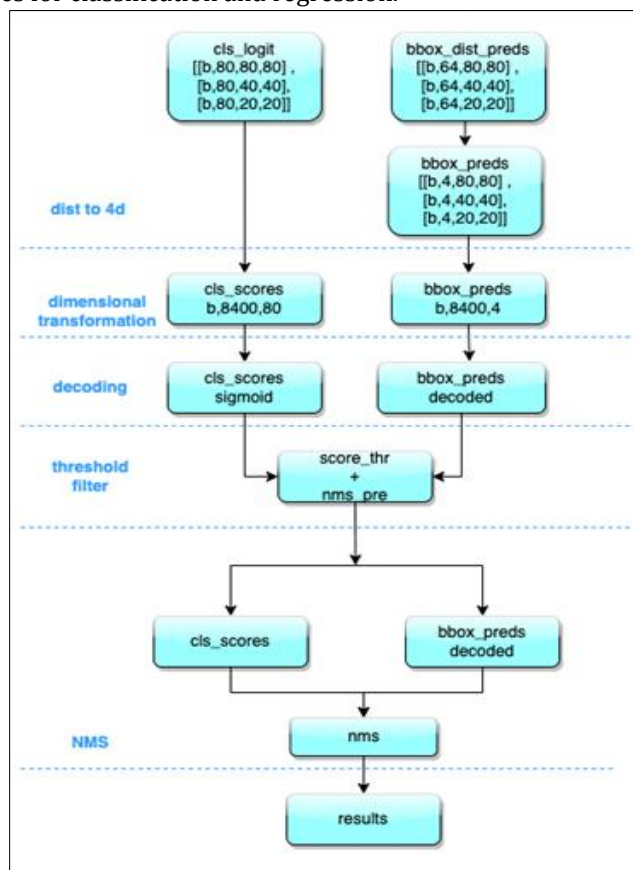 es for classification and regression.
cls_logit
[[b,80,80,80] ,
[b,80,40,40],
[b,80,20,20]]
bbox_dist_preds
[[b,64,80,80] ,
[b,64,40,40],
[b,64,20,20]]
bbox_preds
[[b,4,80,80] ,
[b,4,40,40],
[b,4,20,20]]
dist to 4d
dimensional
transformation
cls_scores
b,8400,80
bbox_preds
b,8400,4
decoding
cls_scores
sigmoid
bbox_preds
decoded
threshold
filter
score_thr
+
nms_pre
cls_scores
bbox_preds
decoded
NMS
nms
results